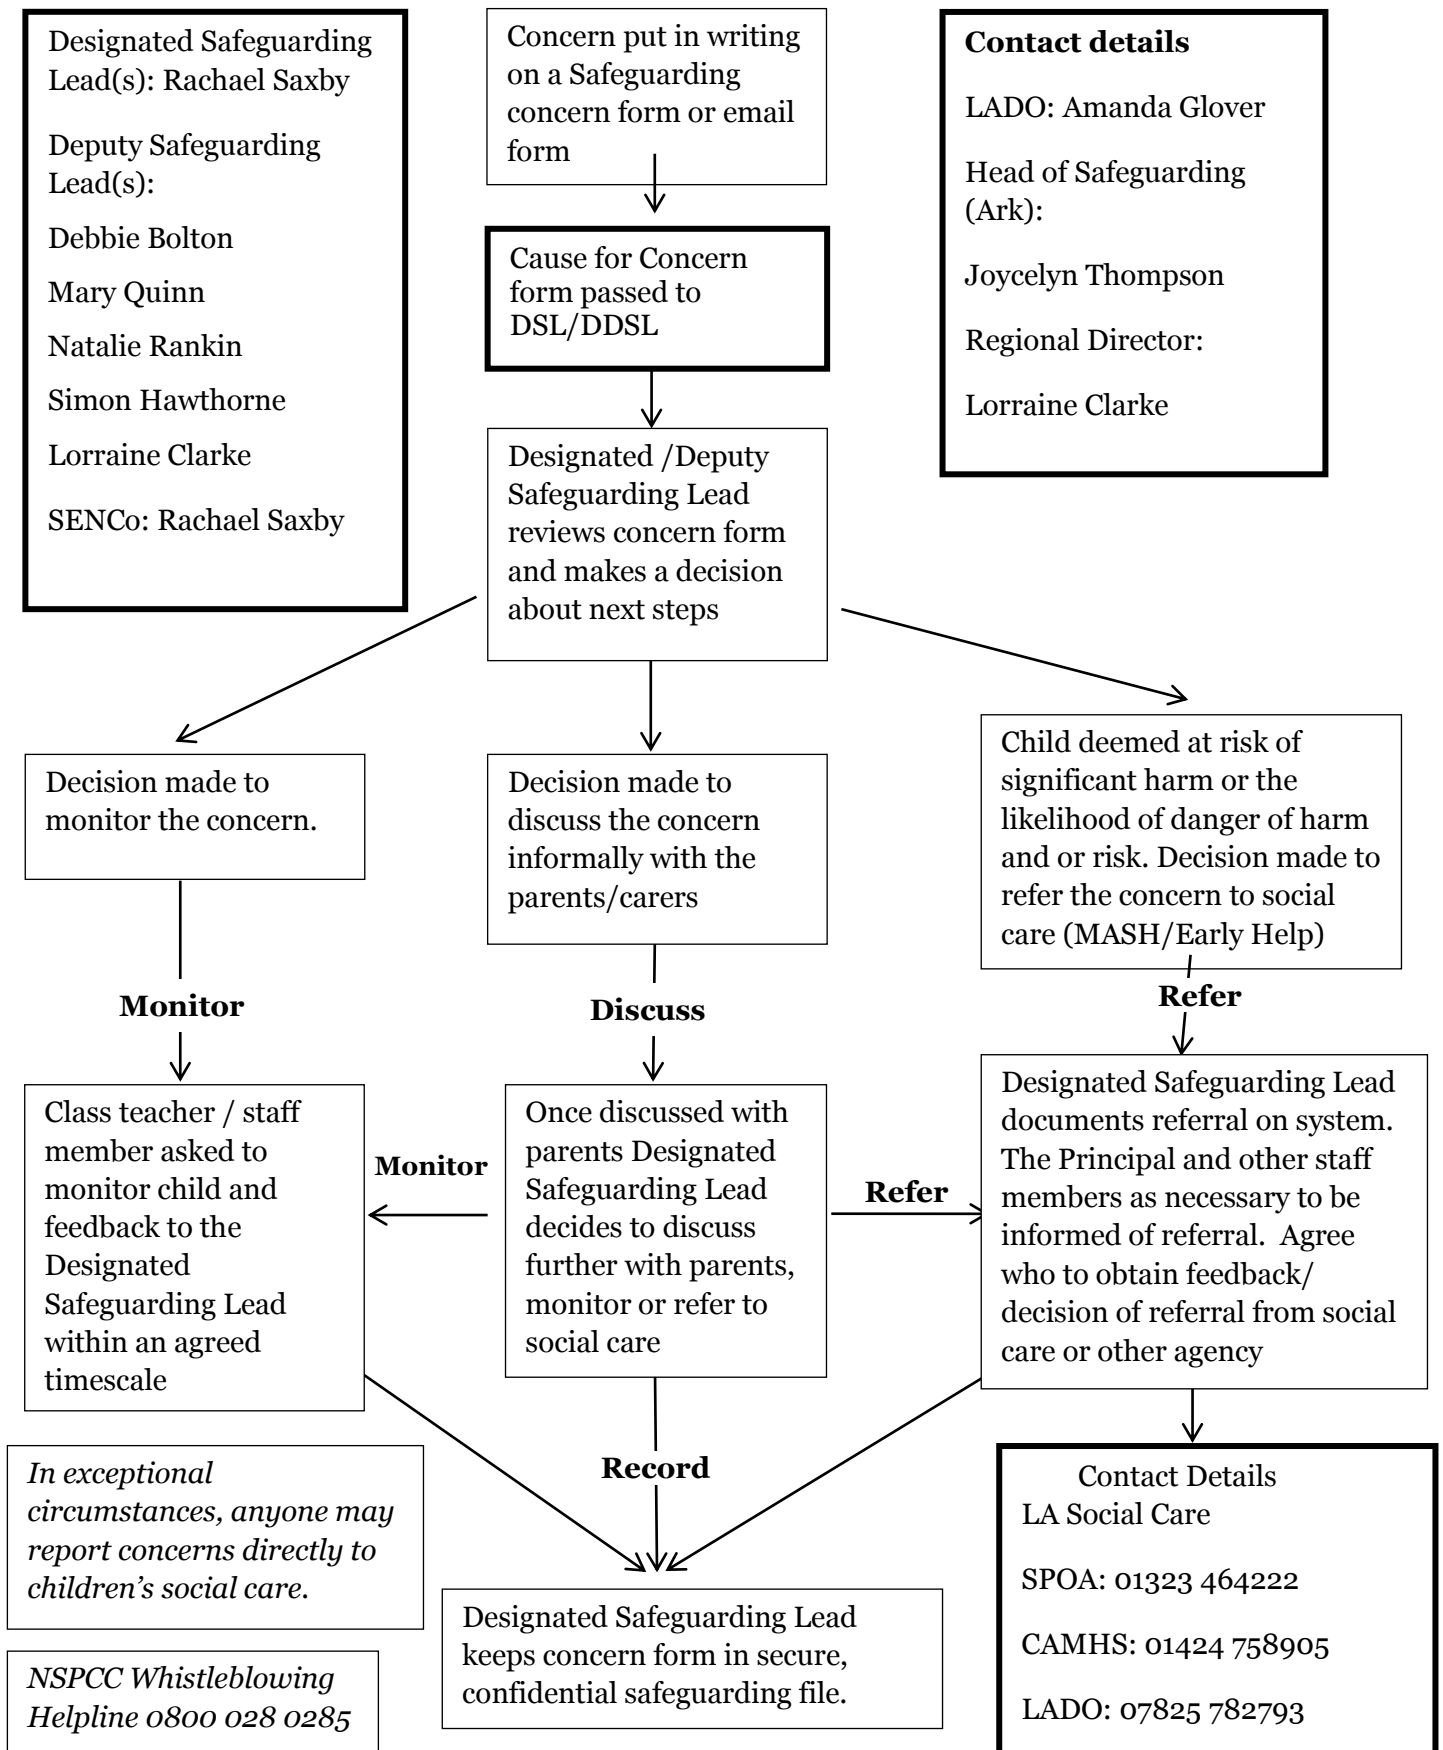 Designated Safeguarding
Lead(s): Rachael Saxby
Deputy Safeguarding
Lead(s):
Debbie Bolton
Mary Quinn
Natalie Rankin
Simon Hawthorne
Lorraine Clarke
SENCo: Rachael Saxby
Concern put in writing
on a Safeguarding
concern form or email
form
Contact details
LADO: Amanda Glover
Head of Safeguarding
(Ark):
Joycelyn Thompson
Regional Director:
Lorraine Clarke
Cause for Concern
form passed to
DSL/DDSL
Designated /Deputy
Safeguarding Lead
reviews concern form
and makes a decision
about next steps
Decision made to
monitor the concern.
Decision made to
discuss the concern
informally with the
parents/carers
Child deemed at risk of
significant harm or the
likelihood of danger of harm
and or risk. Decision made to
refer the concern to social
care (MASH/Early Help)
Monitor
Discuss
Refer
Class teacher / staff
member asked to
monitor child and
feedback to the
Designated
Safeguarding Lead
within an agreed
timescale
Monitor
Once discussed with
parents Designated
Safeguarding Lead
decides to discuss
further with parents,
monitor or refer to
social care
Refer
Designated Safeguarding Lead
documents referral on system.
The Principal and other staff
members as necessary to be
informed of referral.  Agree
who to obtain feedback/
decision of referral from social
care or other agency
In exceptional
circumstances, anyone may
report concerns directly to
children’s social care.
Record
Contact Details
LA Social Care
SPOA: 01323 464222
CAMHS: 01424 758905
LADO: 07825 782793
Designated Safeguarding Lead
keeps concern form in secure,
confidential safeguarding file.
NSPCC Whistleblowing
Helpline 0800 028 0285